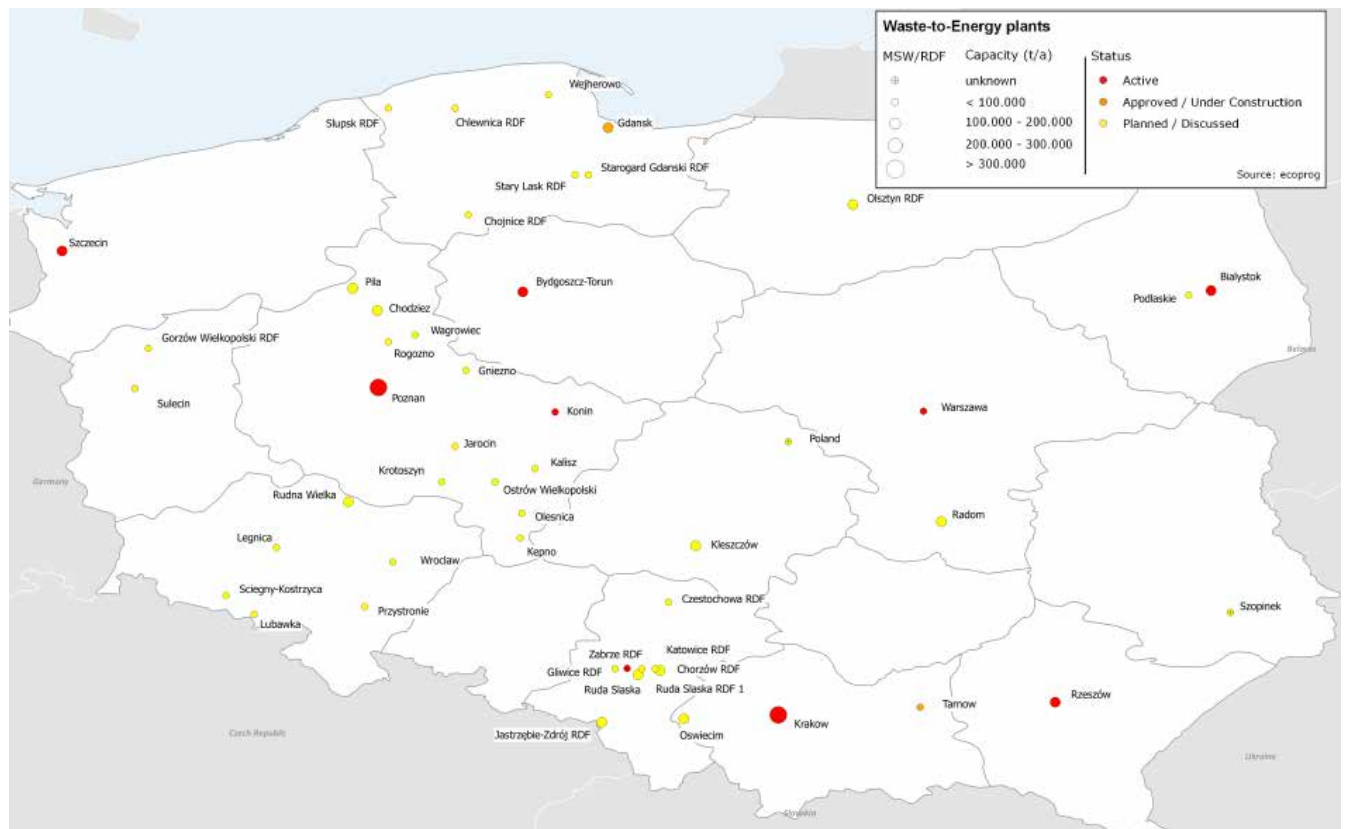 Waste-to-Energy plants
MSW/RDF Capacity (t/a) Status
unknown Active
< 100.000 Approved / Under Construction
100.000 - 200.000 Planned / Discussed
200.000 - 300.000
> 300.000
Source: ecoprog
Wejherowo
Slupsk RDF
Chlewnica RDF
Gdansk
Starogard Gdanski RDF
Stary Lask RDF
Olsztyn RDF
Chojnice RDF
Szczecin
Bialystok
Podlaskie
Pila
Bydgoszcz-Torun
Chodziez
Wagrowiec
Gorzów Wielkopolski RDF
Rogozno
Belarus
Gniezno
Sulecin
Poznan
Konin
Warszawa
Jarocin
Poland
Krotoszyn
Kalisz
Germany
Ostrów Wielkopolski
Rudna Wielka
Olesnica
Radom
Legnica
Kepno
Kleszczów
Wroclaw
Sciegny-Kostrzyca
Przystronie
Czestochowa RDF
Szopinek
Lubawka
Zabrze RDF
Katowice RDF
Gliwice RDF
Chorzów RDF
Ruda Slaska
Ruda Slaska RDF 1
Rzeszów
Tarnow
Krakow
Czech Republic
Jastrzębie-Zdrój RDF
Oswiecim
Ukraine
Slovakia